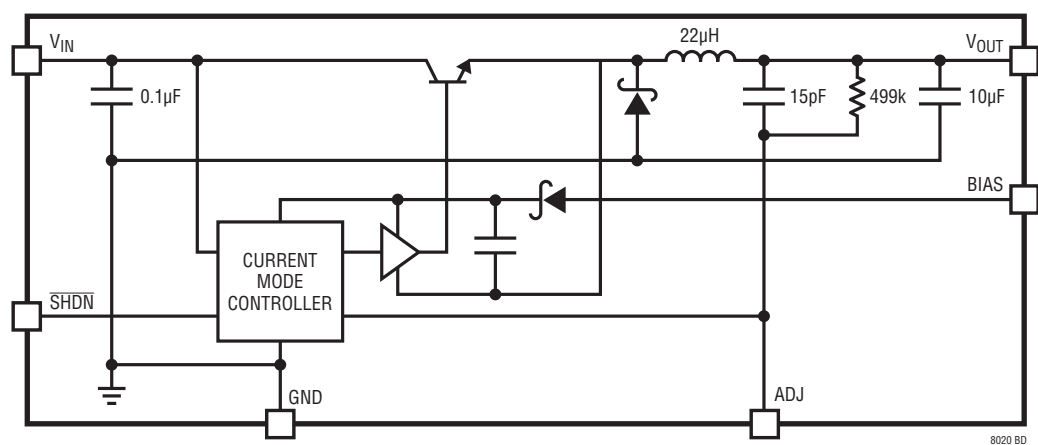 V_IN
22µH
V_OUT
0.1µF
15pF
499k
10µF
BIAS
CURRENT
MODE
CONTROLLER
SHDN
GND
ADJ
8020 BD